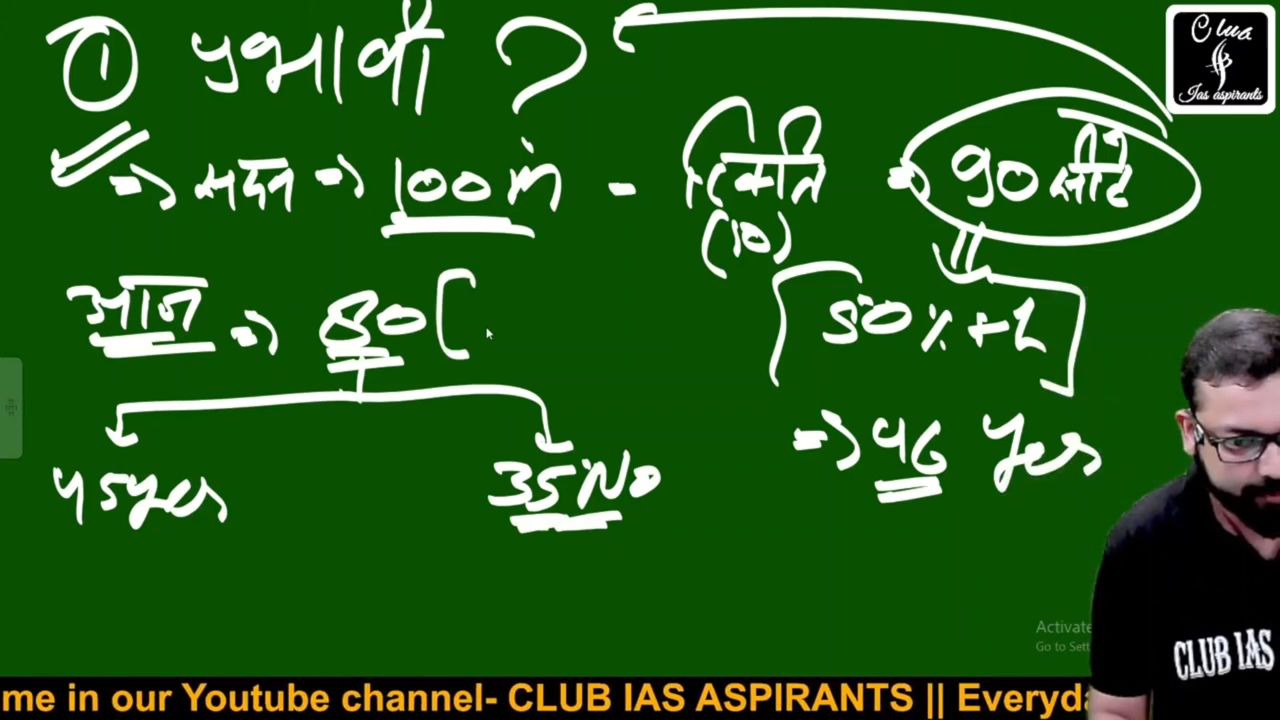 ① प्रभावी ?
⇒ सदन ⇒ 100 m - रिक्ति ⇒ 90 सीटें
(10)
आज ⇒ 80 [
[50% + 1]
45 yes
35 No
⇒ 46 Yes
Club
Ias aspirants
Activate
Go to Sett
CLUB IAS
me in our Youtube channel- CLUB IAS ASPIRANTS || Everyda